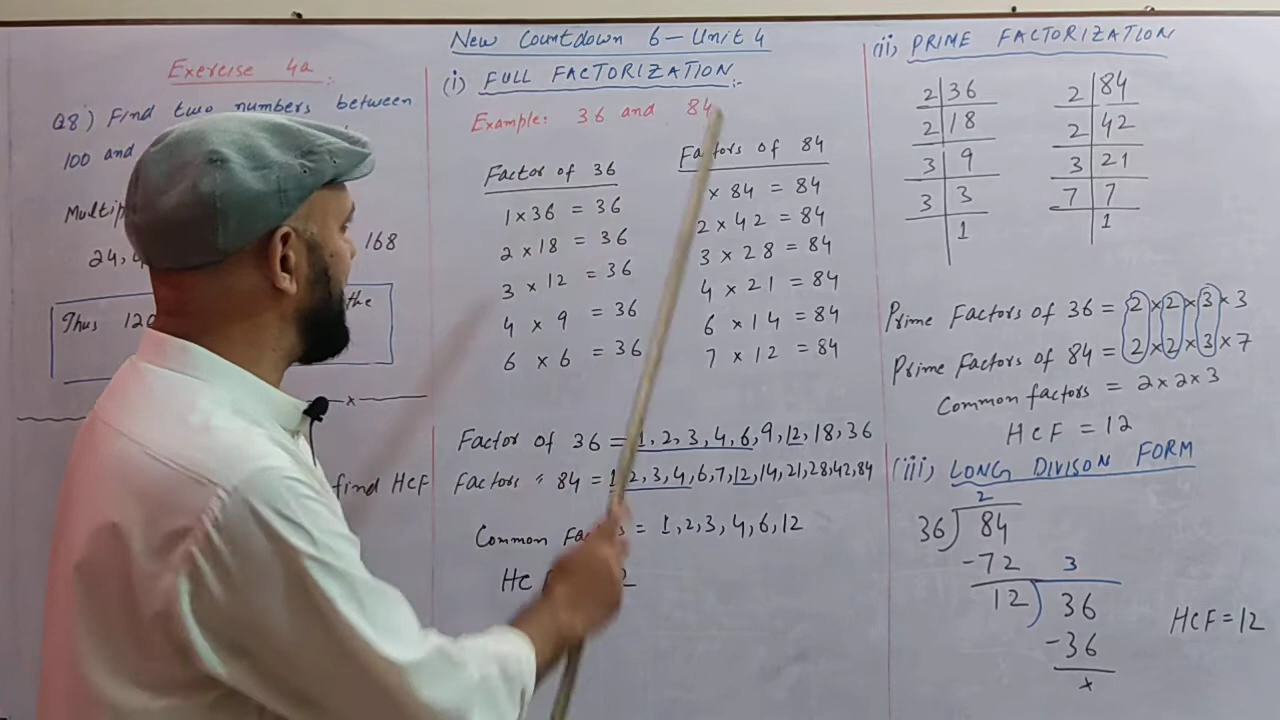 New Countdown 6 - Unit 4
Exercise 4a
Q8) Find two numbers between
100 and
24,
168
Thus 120
the
x
find HCF
(i) FULL FACTORIZATION :-
Example: 36 and 84
Factor of 36
1 x 36 = 36
2 x 18 = 36
3 x 12 = 36
4 x 9 = 36
6 x 6 = 36
Factors of 84
x 84 = 84
2 x 42 = 84
3 x 28 = 84
4 x 21 = 84
6 x 14 = 84
7 x 12 = 84
Factor of 36 = 1, 2, 3, 4, 6, 9, 12, 18, 36
Factors " 84 = 1, 2, 3, 4, 6, 7, 12, 14, 21, 28, 42, 84
Common = 1, 2, 3, 4, 6, 12
(ii) PRIME FACTORIZATION
2 36
2 18
3 9
3 3
1
2 84
2 42
3 21
7 7
1
Prime Factors of 36 = 2 x 2 x 3 x 3
Prime Factors of 84 = 2 x 2 x 3 x 7
Common factors = 2 x 2 x 3
HCF = 12
(iii) LONG DIVISON FORM
2
36 84
-72 3
12 36
-36
x
HCF = 12